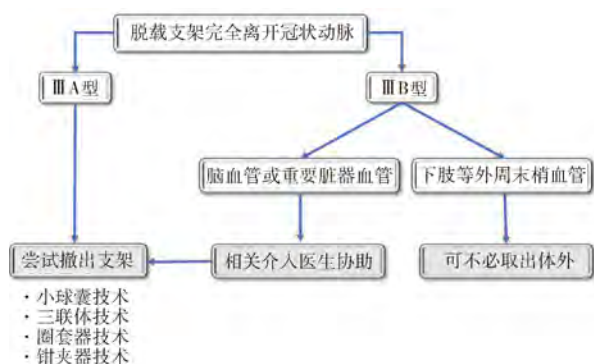 脱载支架完全离开冠状动脉
ⅢA型
ⅢB型
脑血管或重要脏器血管
下肢等外周末梢血管
尝试撤出支架
相关介入医生协助
可不必取出体外
·小球囊技术
·三联体技术
·圈套器技术
·钳夹器技术